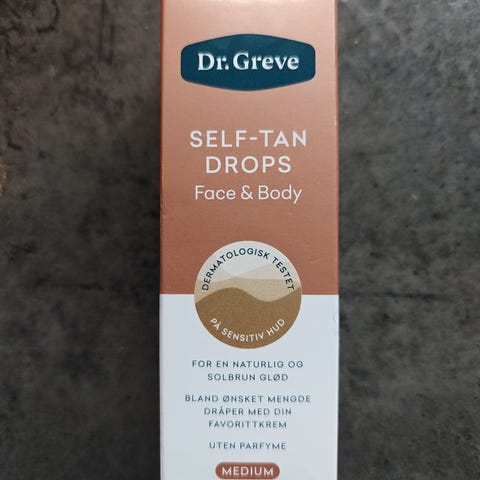 Dr. Greve
SELF-TAN
DROPS
Face & Body
DERMATOLOGISK TESTET
PÅ SENSITIV HUD
FOR EN NATURLIG OG
SOLBRUN GLØD
BLAND ØNSKET MENGDE
DRÅPER MED DIN
FAVORITTKREM
UTEN PARFYME
MEDIUM